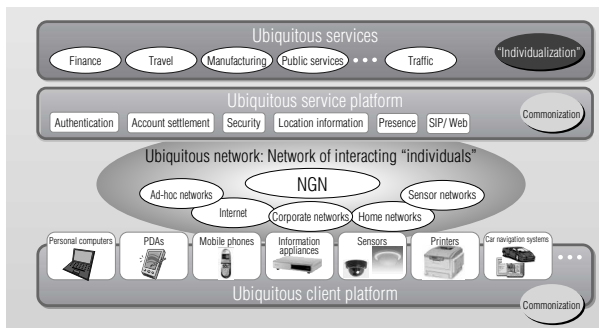 Ubiquitous services
Finance
Travel
Manufacturing
Public services
• • •
Traffic
"Individualization"
Ubiquitous service platform
Authentication
Account settlement
Security
Location information
Presence
SIP/ Web
Commonization
Ubiquitous network: Network of interacting "individuals"
NGN
Ad-hoc networks
Sensor networks
Internet
Corporate networks
Home networks
Personal computers
PDAs
Mobile phones
Information
appliances
Sensors
Printers
Car navigation systems
• • •
Ubiquitous client platform
Commonization